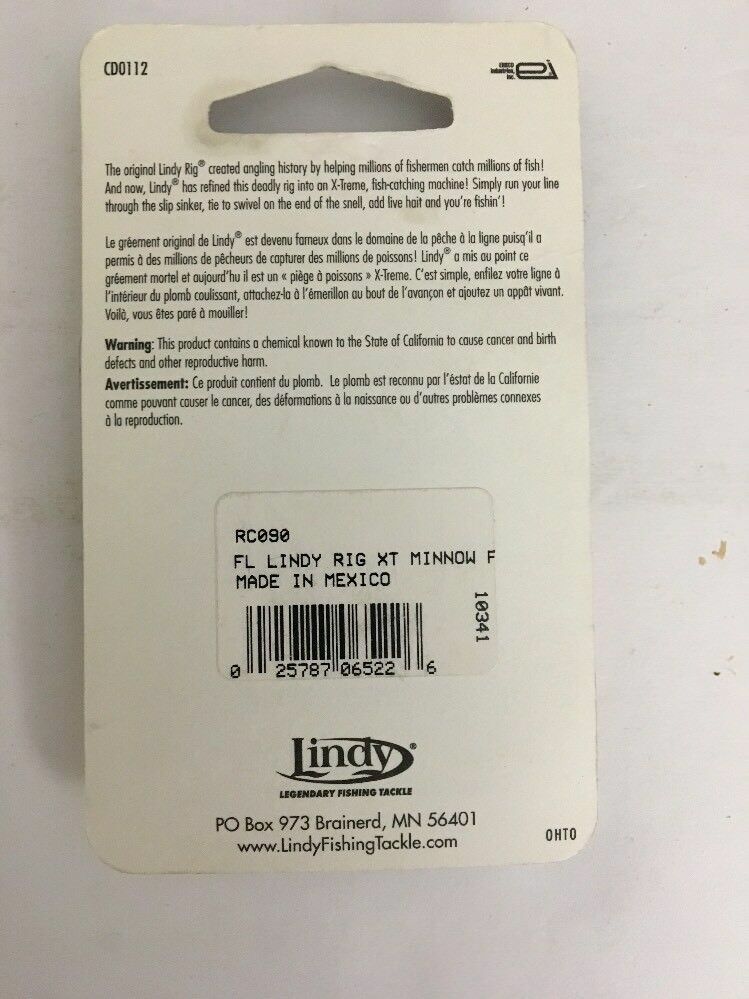 CD0112
EBSCO
Industries,
Inc.
ei
The original Lindy Rig® created angling history by helping millions of fishermen catch millions of fish!
And now, Lindy® has refined this deadly rig into an X-Treme, fish-catching machine! Simply run your line
through the slip sinker, tie to swivel on the end of the snell, add live bait and you're fishin'!
Le gréement original de Lindy® est devenu fameux dans le domaine de la pêche à la ligne puisq'il a
permis à des millions de pêcheurs de capturer des millions de poissons! Lindy® a mis au point ce
gréement mortel et aujourd'hu il est un « piège à poissons » X-Treme. C'est simple, enfilez votre ligne à
l'intérieur du plomb coulissant, attachez-la à l'émerillon au bout de l'avançon et ajoutez un appât vivant.
Voilà, vous êtes paré à mouiller!
Warning: This product contains a chemical known to the State of California to cause cancer and birth
defects and other reproductive harm.
Avertissement: Ce produit contient du plomb. Le plomb est reconnu par l'éstat de la Californie
comme pouvant causer le cancer, des déformations à la naissance ou d'autres problèmes connexes
à la reproduction.
RC090
FL LINDY RIG XT MINNOW F
MADE IN MEXICO
10341
0 25787 06522 6
Lindy®
LEGENDARY FISHING TACKLE
PO Box 973 Brainerd, MN 56401
www.LindyFishingTackle.com
OHTO